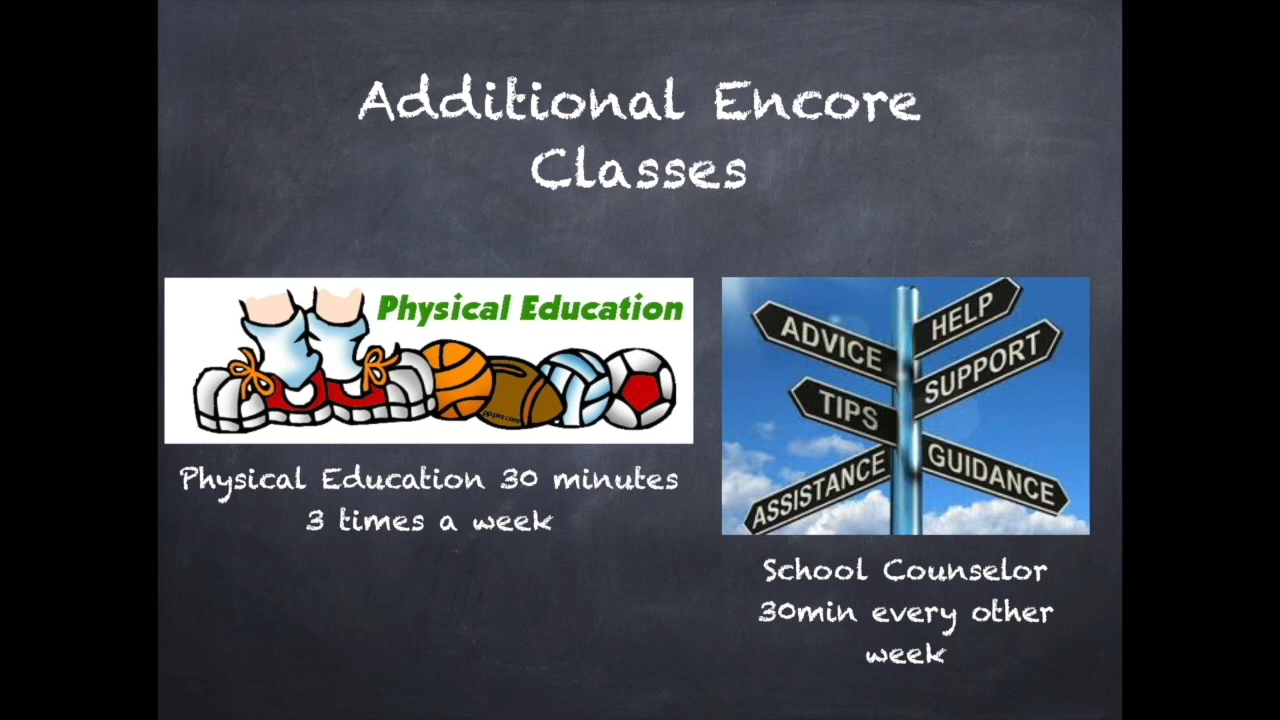 Additional Encore
Classes
Physical Education
Physical Education 30 minutes
3 times a week
ADVICE
HELP
SUPPORT
TIPS
GUIDANCE
ASSISTANCE
School Counselor
30min every other
week